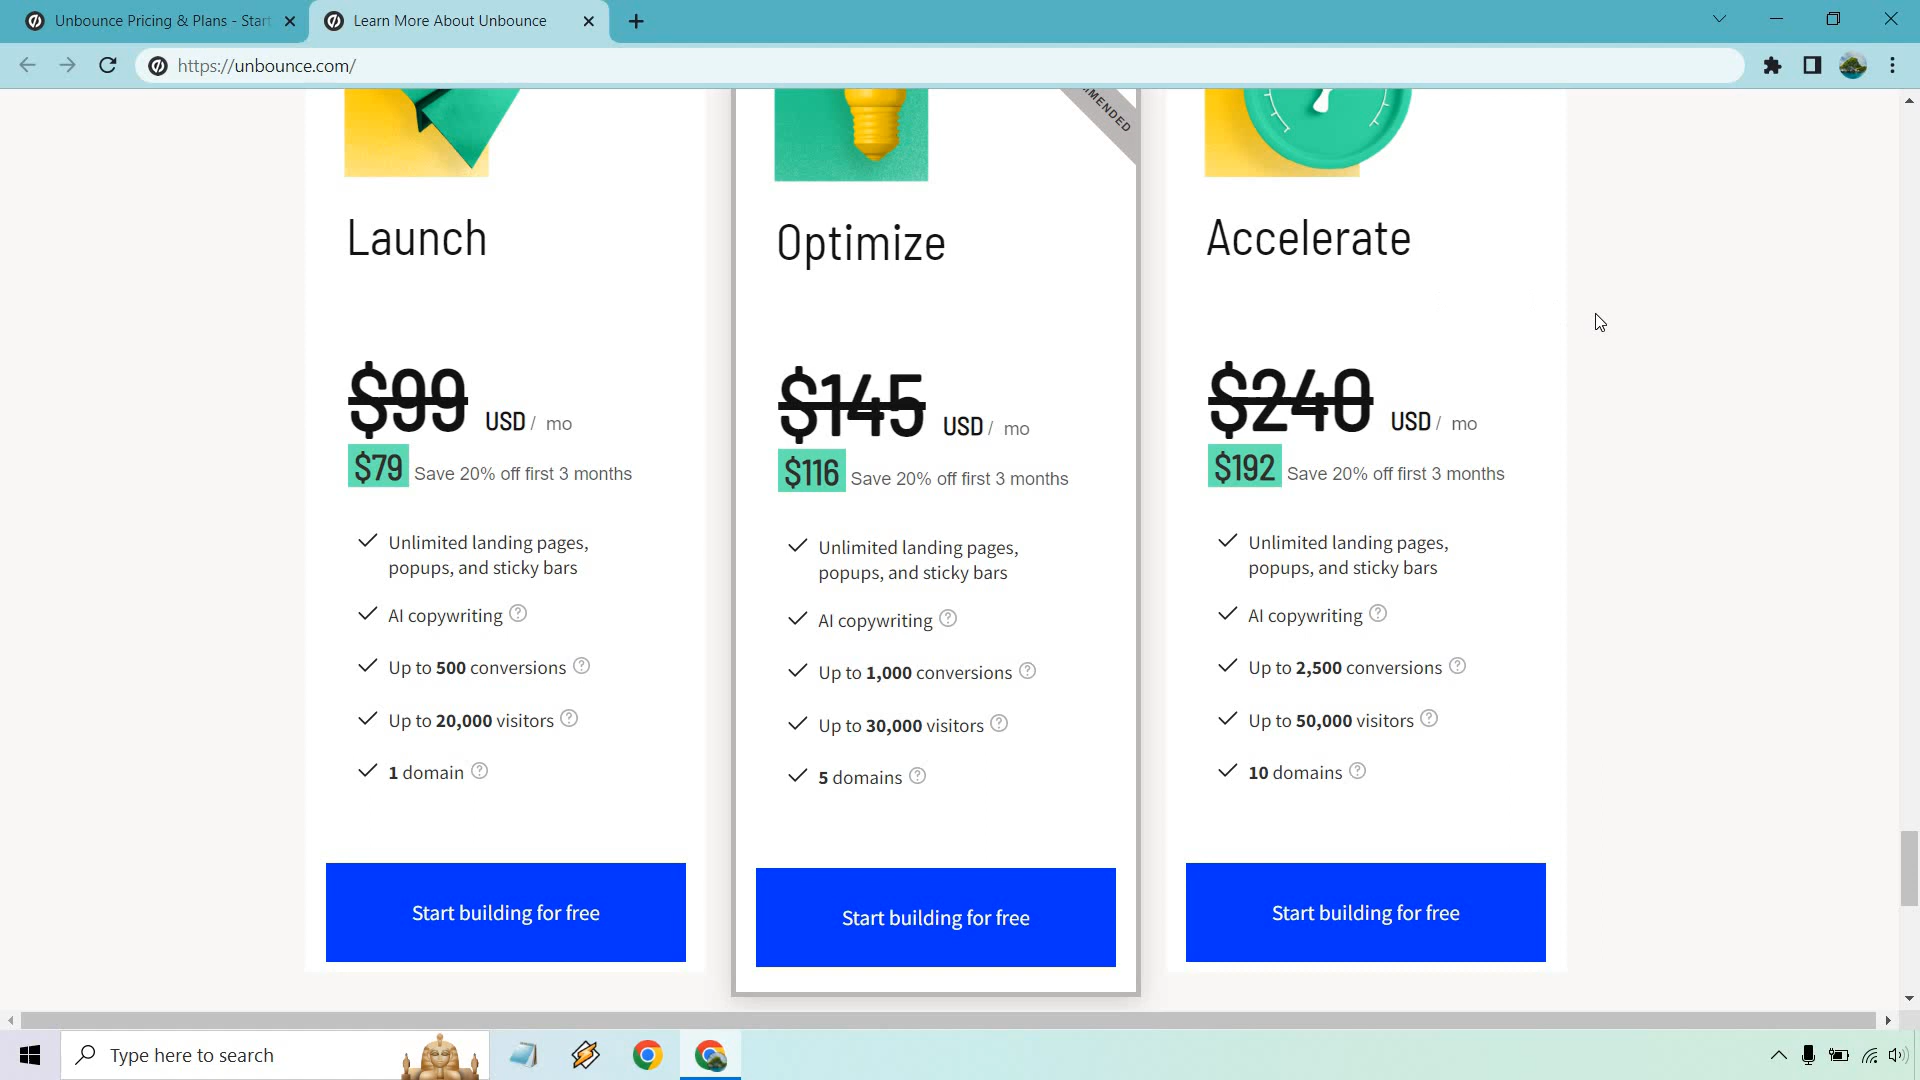 Unbounce Pricing & Plans - Start
Learn More About Unbounce
https://unbounce.com/
MENDED
Launch
$99 USD / mo
$79 Save 20% off first 3 months
Unlimited landing pages,
popups, and sticky bars
AI copywriting ?
Up to 500 conversions ?
Up to 20,000 visitors ?
1 domain ?
Start building for free
Optimize
$145 USD / mo
$116 Save 20% off first 3 months
Unlimited landing pages,
popups, and sticky bars
AI copywriting ?
Up to 1,000 conversions ?
Up to 30,000 visitors ?
5 domains ?
Start building for free
Accelerate
$240 USD / mo
$192 Save 20% off first 3 months
Unlimited landing pages,
popups, and sticky bars
AI copywriting ?
Up to 2,500 conversions ?
Up to 50,000 visitors ?
10 domains ?
Start building for free
Type here to search